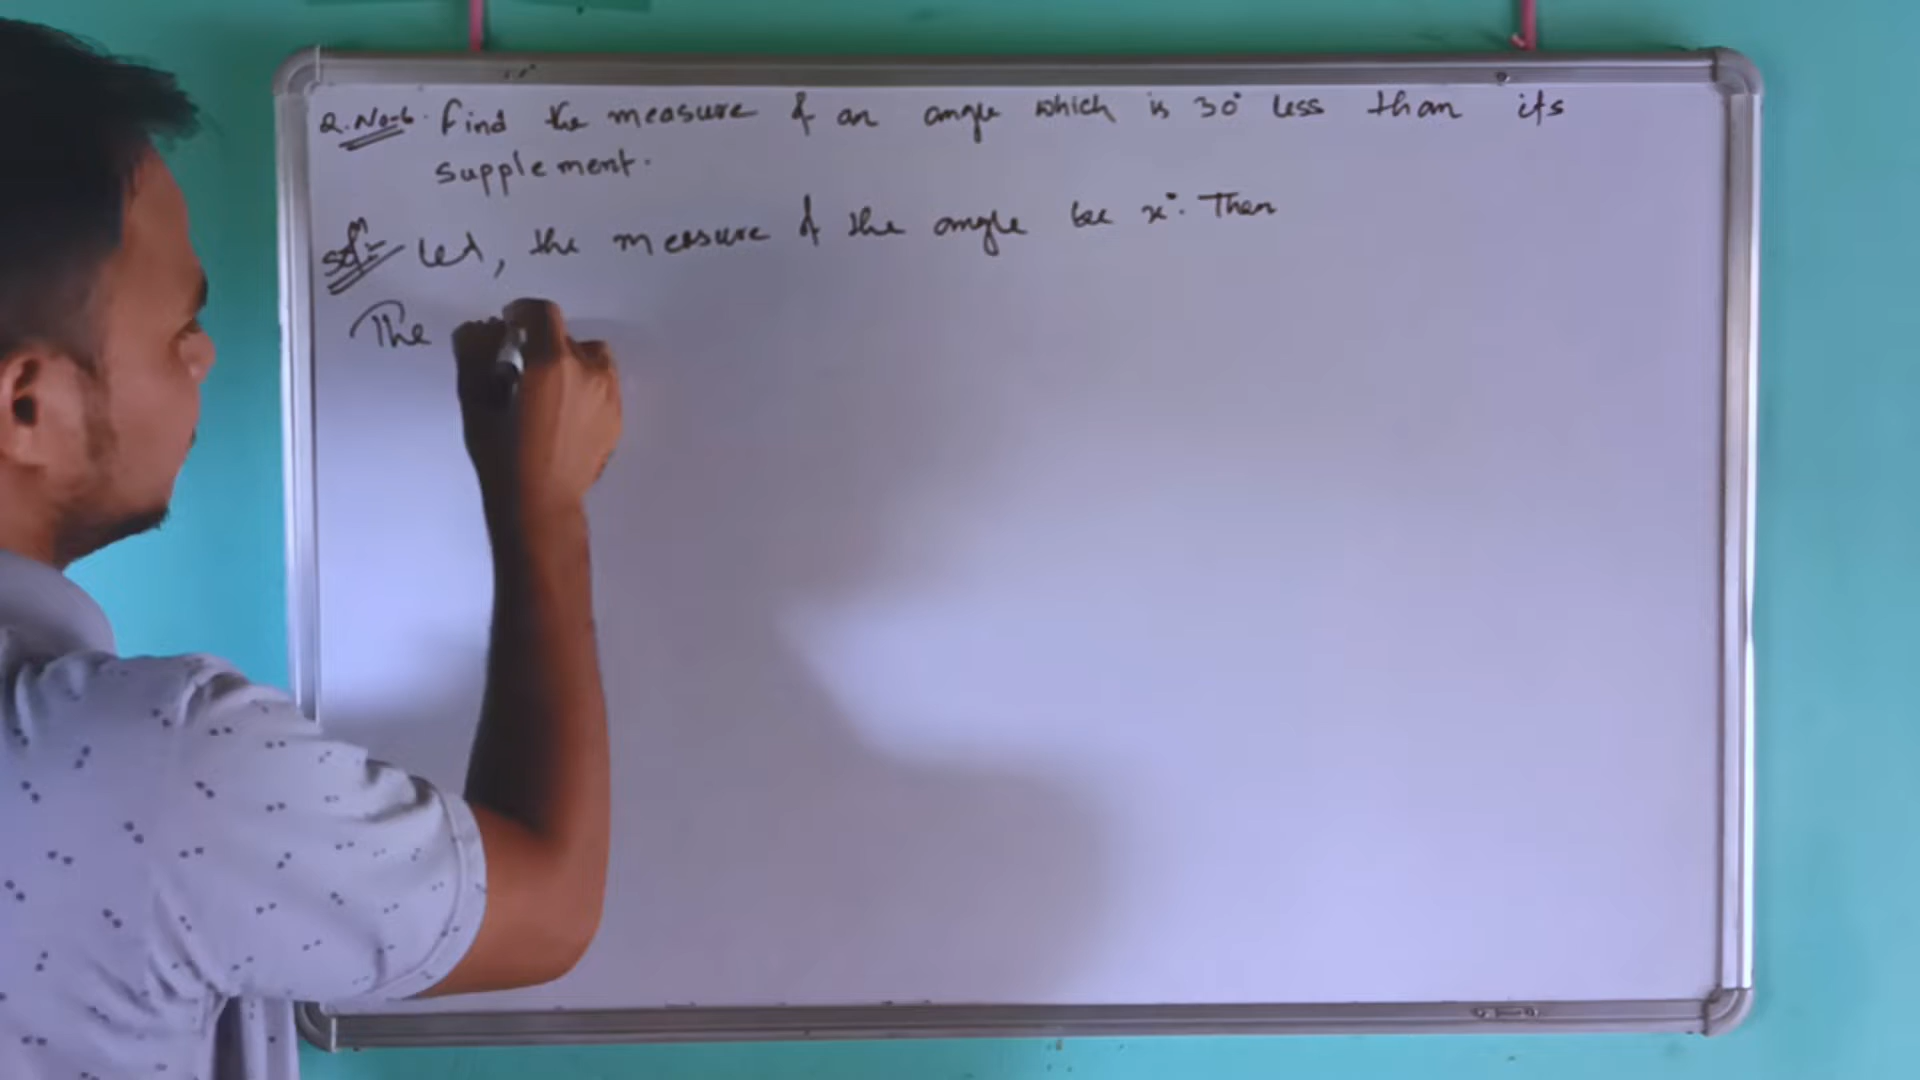 Q.No-6. Find the measure of an angle which is 30° less than its
supplement.
Soln:- Let, the measure of the angle be x°. Then
The